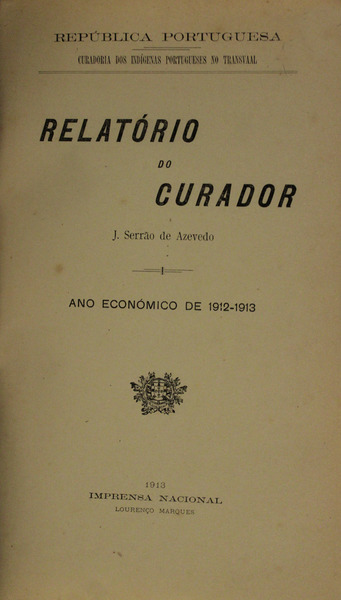 REPÚBLICA PORTUGUESA
CURADORIA DOS INDÍGENAS PORTUGUESES NO TRANSVAAL
RELATÓRIO
DO
CURADOR
J. Serrão de Azevedo
ANO ECONÓMICO DE 1912-1913
1913
IMPRENSA NACIONAL
LOURENÇO MARQUES